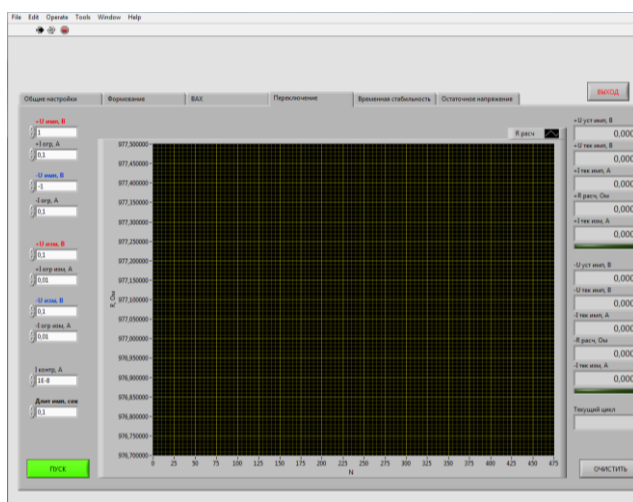 File Edit Operate Tools Window Help
ВЫХОД
Общие настройки Формование ВАХ Переключение Временная стабильность Остаточное напряжение
+U имп, В
1
+I огр, А
0,1
-U имп, В
-1
-I огр, А
0,1
+U изм, В
0,1
+I огр изм, А
0,01
-U изм, В
0,1
-I огр изм, А
0,01
I контр, А
1E-8
Длит имп, сек
0,1
ПУСК
R расч
R, Ом
977,500000
977,450000
977,400000
977,350000
977,300000
977,250000
977,200000
977,150000
977,100000
977,050000
977,000000
976,950000
976,900000
976,850000
976,800000
976,750000
976,700000
0 25 50 75 100 125 150 175 200 225 250 275 300 325 350 375 400 425 450 475
N
+U уст имп, В
0,000
+U тек имп, В
0,000
+I тек имп, А
0,000
+R расч, Ом
0,000
+I тек изм, А
0,000
-U уст имп, В
0,000
-U тек имп, В
0,000
-I тек имп, А
0,000
-R расч, Ом
0,000
-I тек изм, А
0,000
Текущий цикл
ОЧИСТИТЬ